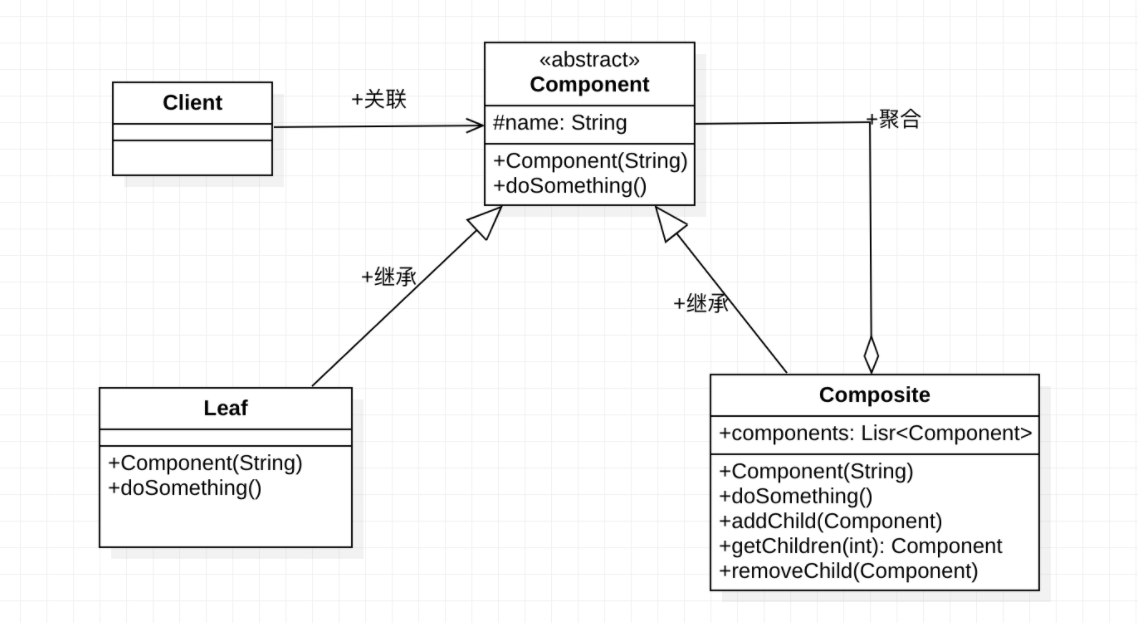 Client
+关联
«abstract»
Component
#name: String
+Component(String)
+doSomething()
+聚合
+继承
+继承
Leaf
+Component(String)
+doSomething()
Composite
+components: Lisr<Component>
+Component(String)
+doSomething()
+addChild(Component)
+getChildren(int): Component
+removeChild(Component)